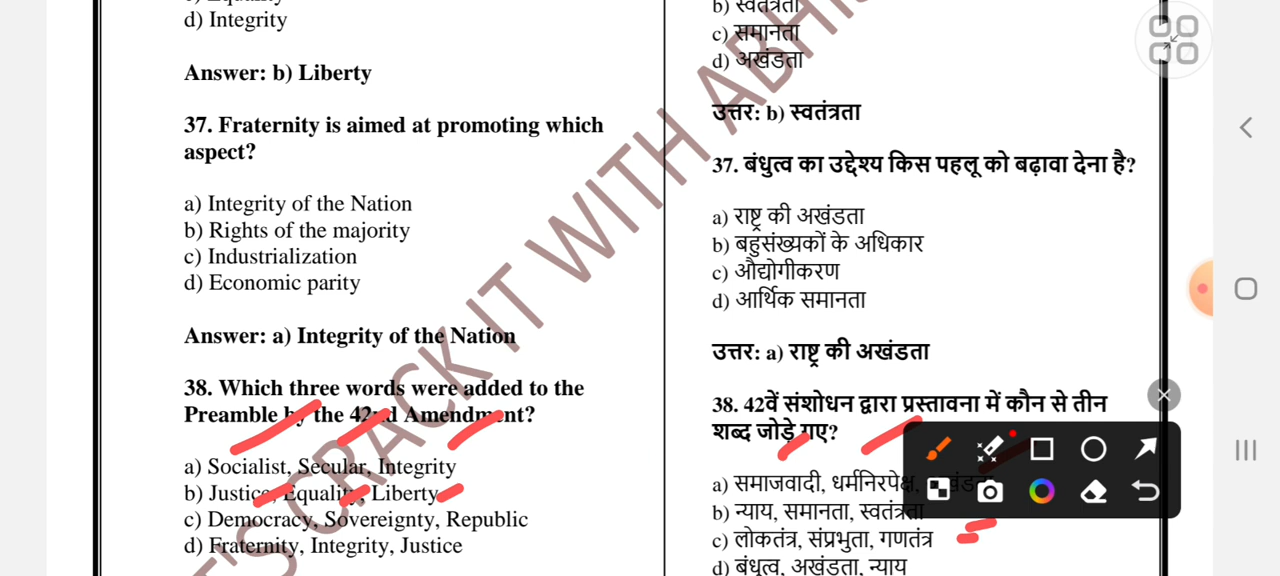 d) Integrity
Answer: b) Liberty
37. Fraternity is aimed at promoting which
aspect?
a) Integrity of the Nation
b) Rights of the majority
c) Industrialization
d) Economic parity
Answer: a) Integrity of the Nation
38. Which three words were added to the
Preamble by the 42nd Amendment?
a) Socialist, Secular, Integrity
b) Justice, Equality, Liberty
c) Democracy, Sovereignty, Republic
d) Fraternity, Integrity, Justice
b) स्वतंत्रता
c) समानता
d) अखंडता
उत्तर: b) स्वतंत्रता
37. बंधुत्व का उद्देश्य किस पहलू को बढ़ावा देना है?
a) राष्ट्र की अखंडता
b) बहुसंख्यकों के अधिकार
c) औद्योगीकरण
d) आर्थिक समानता
उत्तर: a) राष्ट्र की अखंडता
38. 42वें संशोधन द्वारा प्रस्तावना में कौन से तीन
शब्द जोड़े गए?
a) समाजवादी, धर्मनिरपेक्ष,
b) न्याय, समानता, स्वतंत्रता
c) लोकतंत्र, संप्रभुता, गणतंत्र
d) बंधुत्व, अखंडता, न्याय
CRACK IT WITH